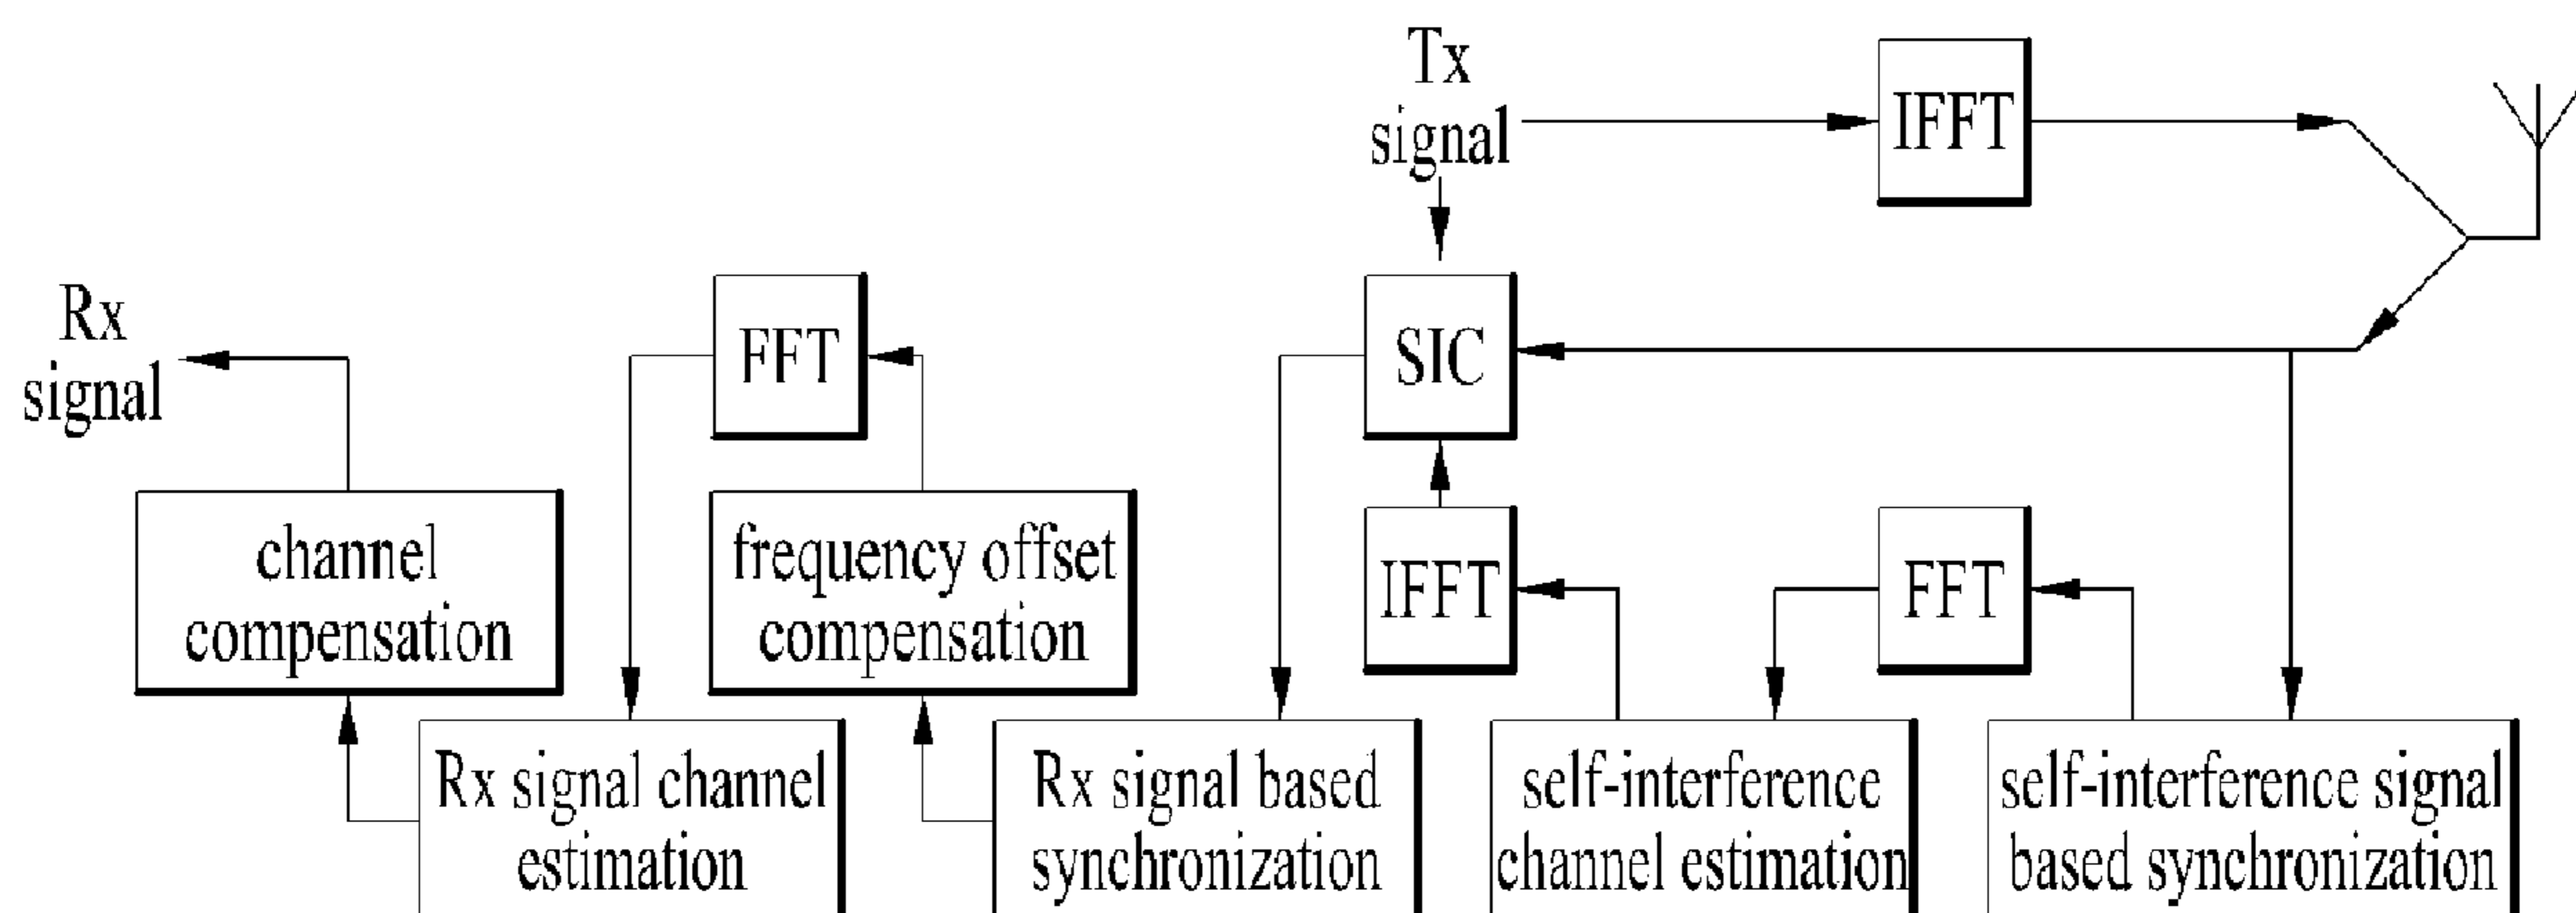 Tx
signal
IFFT
Rx
signal
FFT
SIC
channel
compensation
frequency offset
compensation
IFFT
FFT
Rx signal channel
estimation
Rx signal based
synchronization
self-interference
channel estimation
self-interference signal
based synchronization